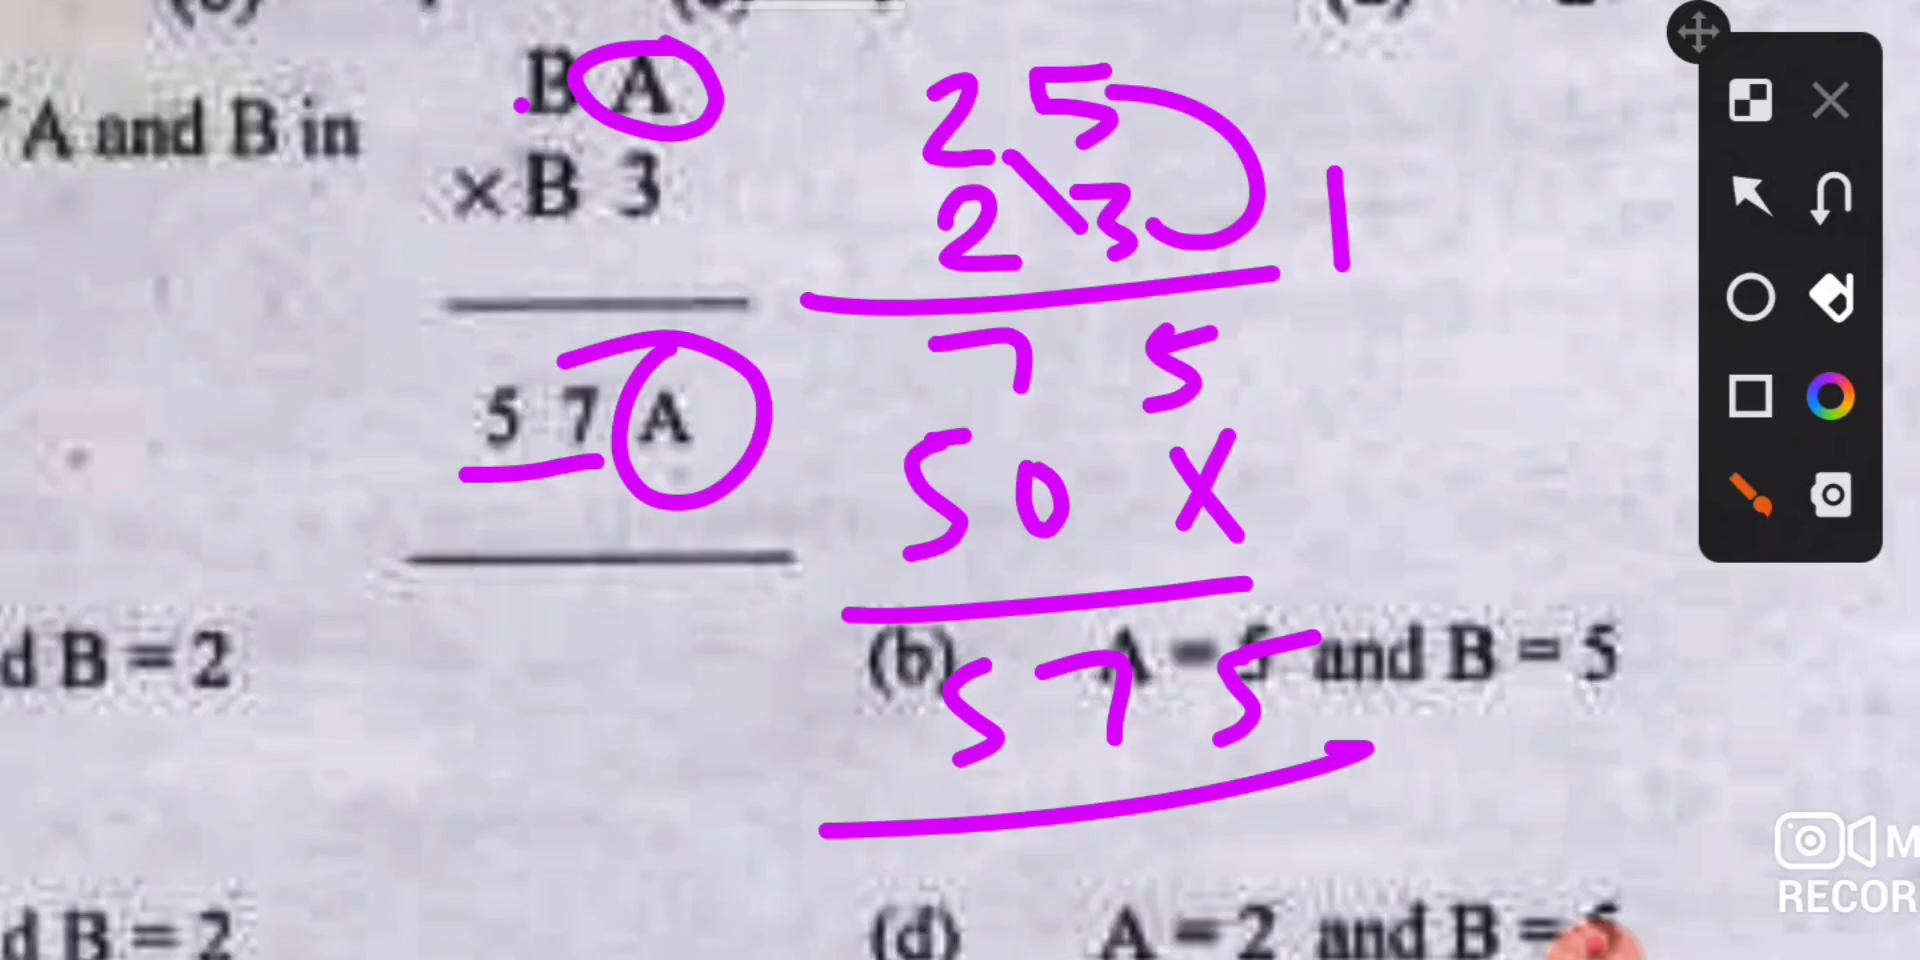 B A
A and B in
× B 3
5 7 A
2 5
2 3
1
7 5
5 0 X
5 7 5
d B = 2
(b) A = 5 and B = 5
d B = 2
(d) A = 2 and B = 5
RECOR